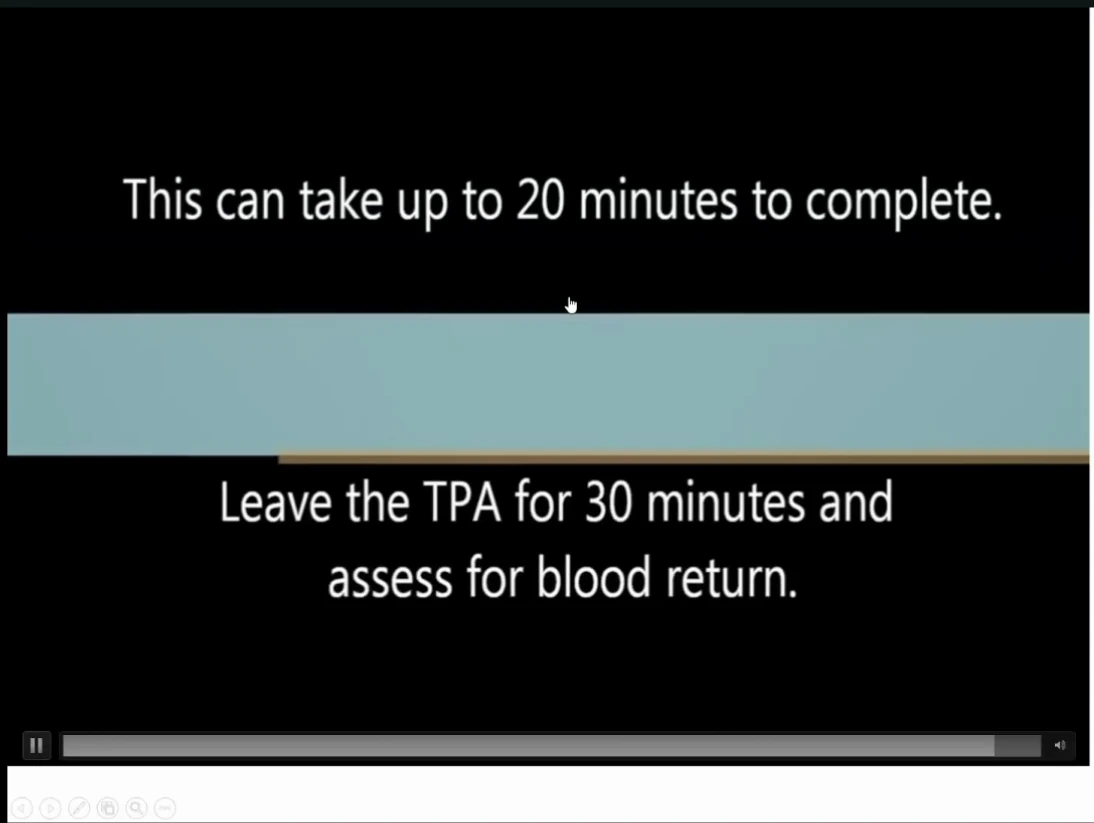 This can take up to 20 minutes to complete.
Leave the TPA for 30 minutes and
assess for blood return.